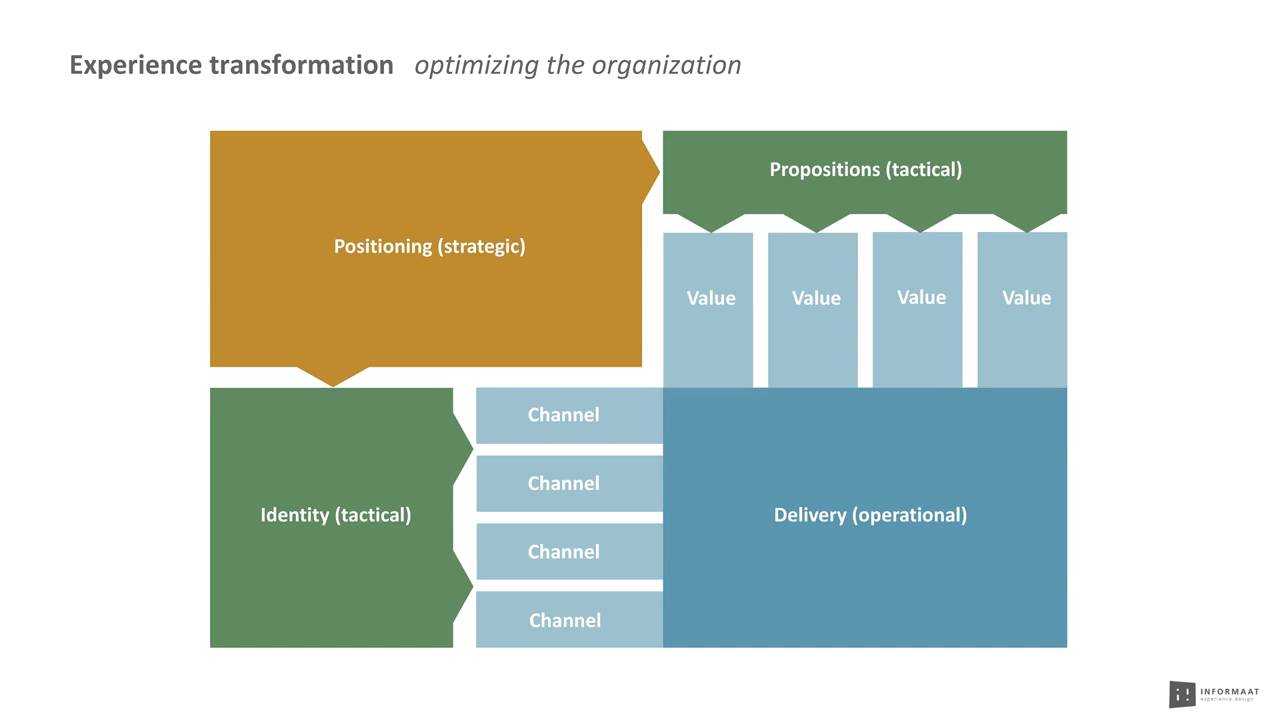 Experience transformation optimizing the organization
Positioning (strategic)
Propositions (tactical)
Value Value Value Value
Identity (tactical)
Channel
Channel
Channel
Channel
Delivery (operational)
i!
INFORMAAT
experience design